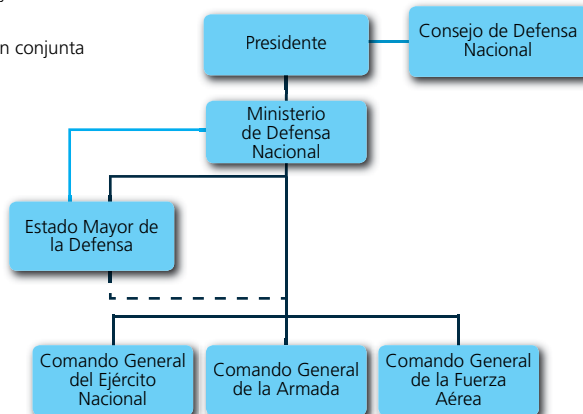 n conjunta
Presidente
Consejo de Defensa
Nacional
Ministerio
de Defensa
Nacional
Estado Mayor de
la Defensa
Comando General
del Ejército
Nacional
Comando General
de la Armada
Comando General
de la Fuerza
Aérea